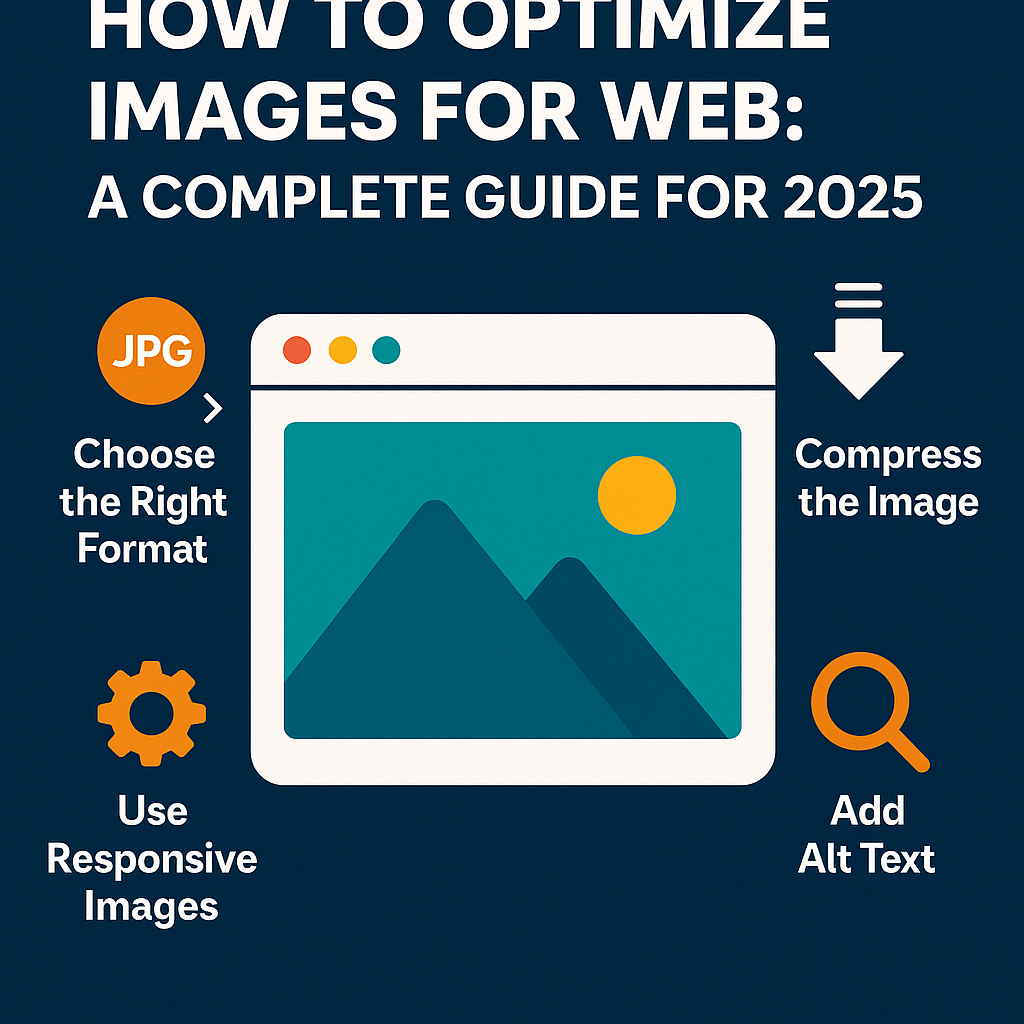 HOW TO OPTIMIZE
IMAGES FOR WEB:
A COMPLETE GUIDE FOR 2025
JPG
Choose
the Right
Format
Compress
the Image
Use
Responsive
Images
Add
Alt Text